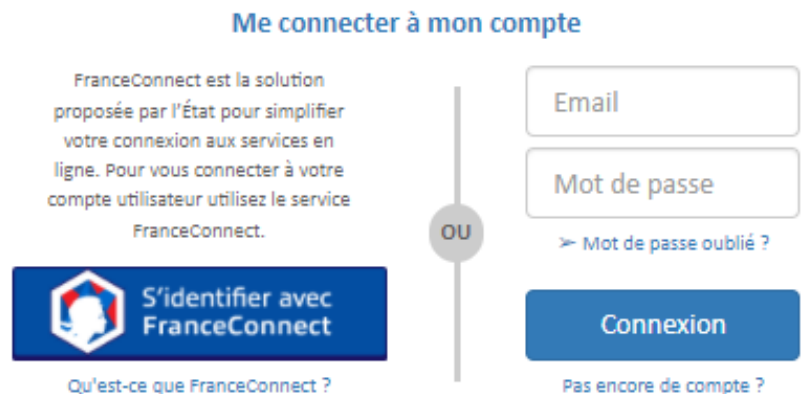 Me connecter à mon compte
FranceConnect est la solution
proposée par l'État pour simplifier
votre connexion aux services en
ligne. Pour vous connecter à votre
compte utilisateur utilisez le service
FranceConnect.
S'identifier avec
FranceConnect
Qu'est-ce que FranceConnect ?
OU
Email
Mot de passe
➢ Mot de passe oublié ?
Connexion
Pas encore de compte ?